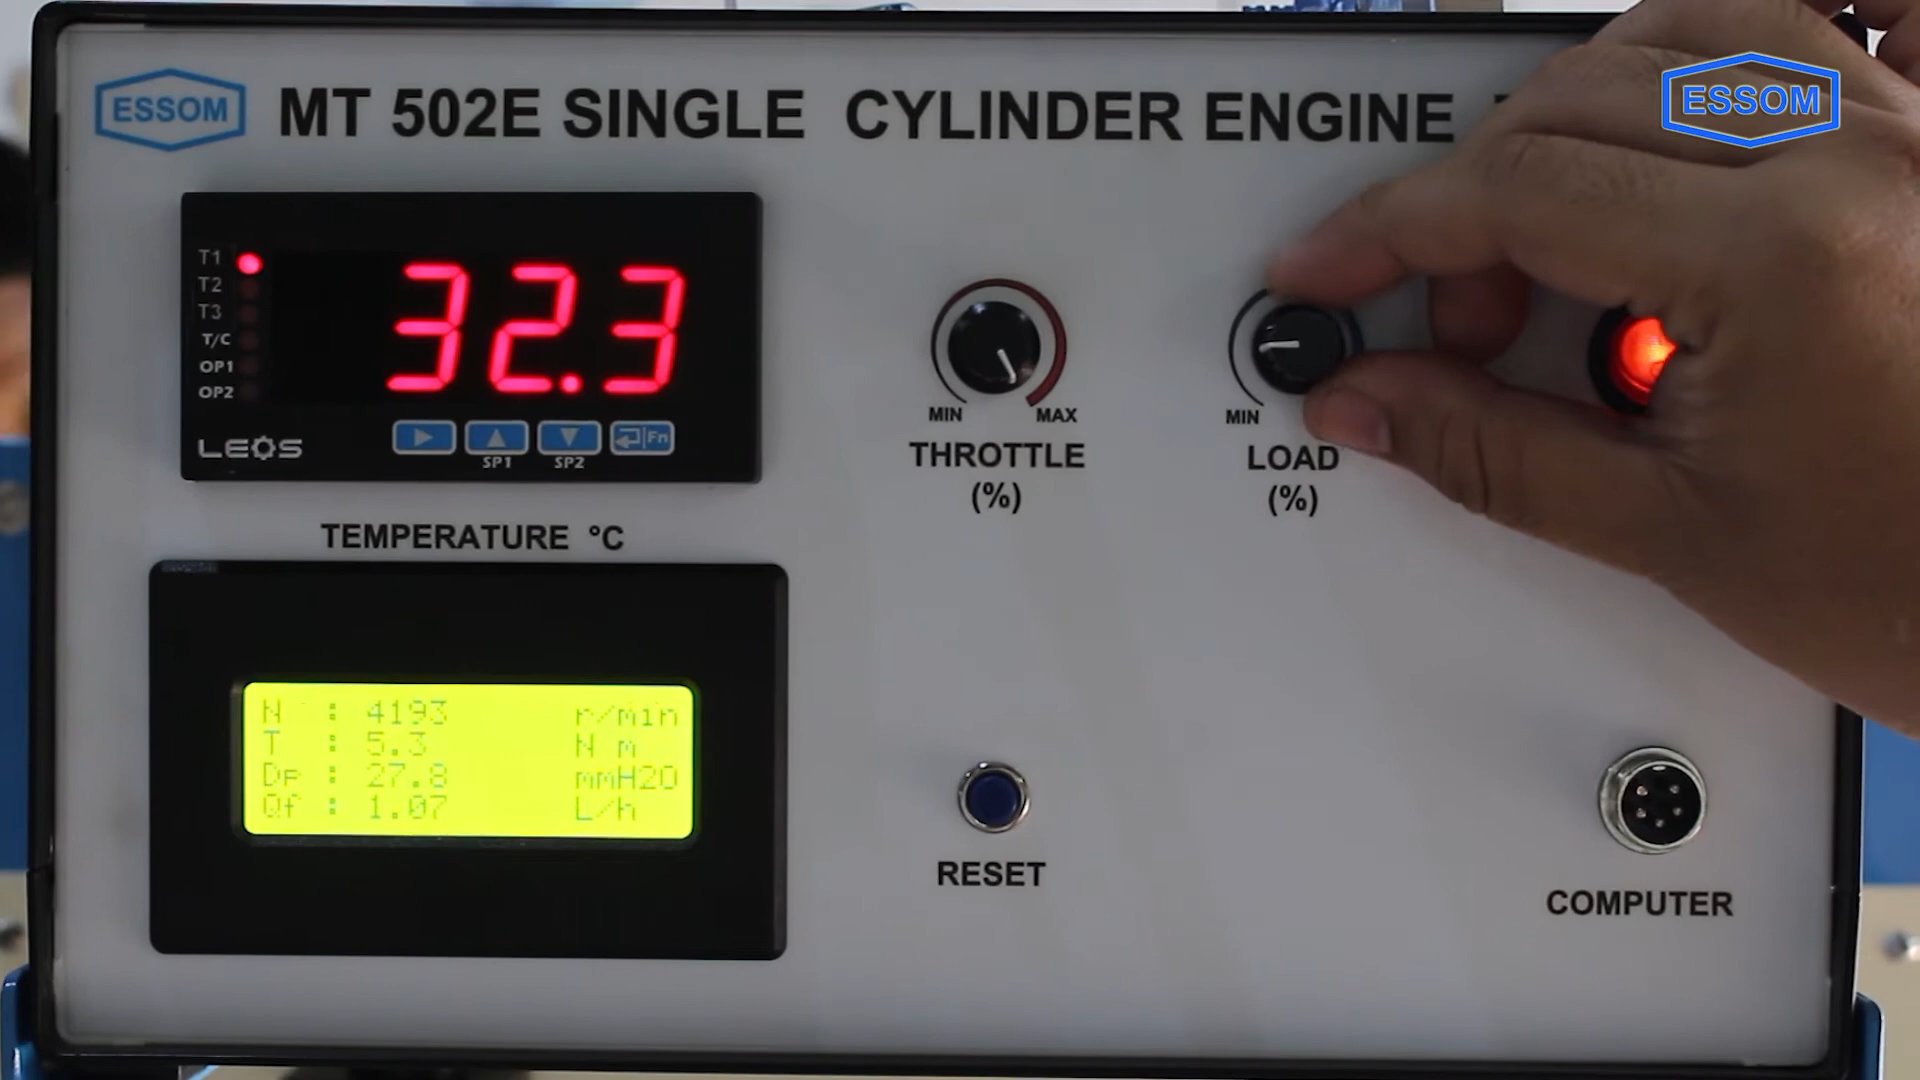 ESSOM
MT 502E SINGLE CYLINDER ENGINE
ESSOM
T1
T2
T3
T/C
OP1
OP2
32.3
LEOS
Fn
SP1 SP2
TEMPERATURE °C
MIN MAX
THROTTLE
(%)
MIN
LOAD
(%)
N : 4193 r/min
T : 5.3 N m
Dp : 27.8 mmH2O
Qf : 1.07 L/h
RESET
COMPUTER